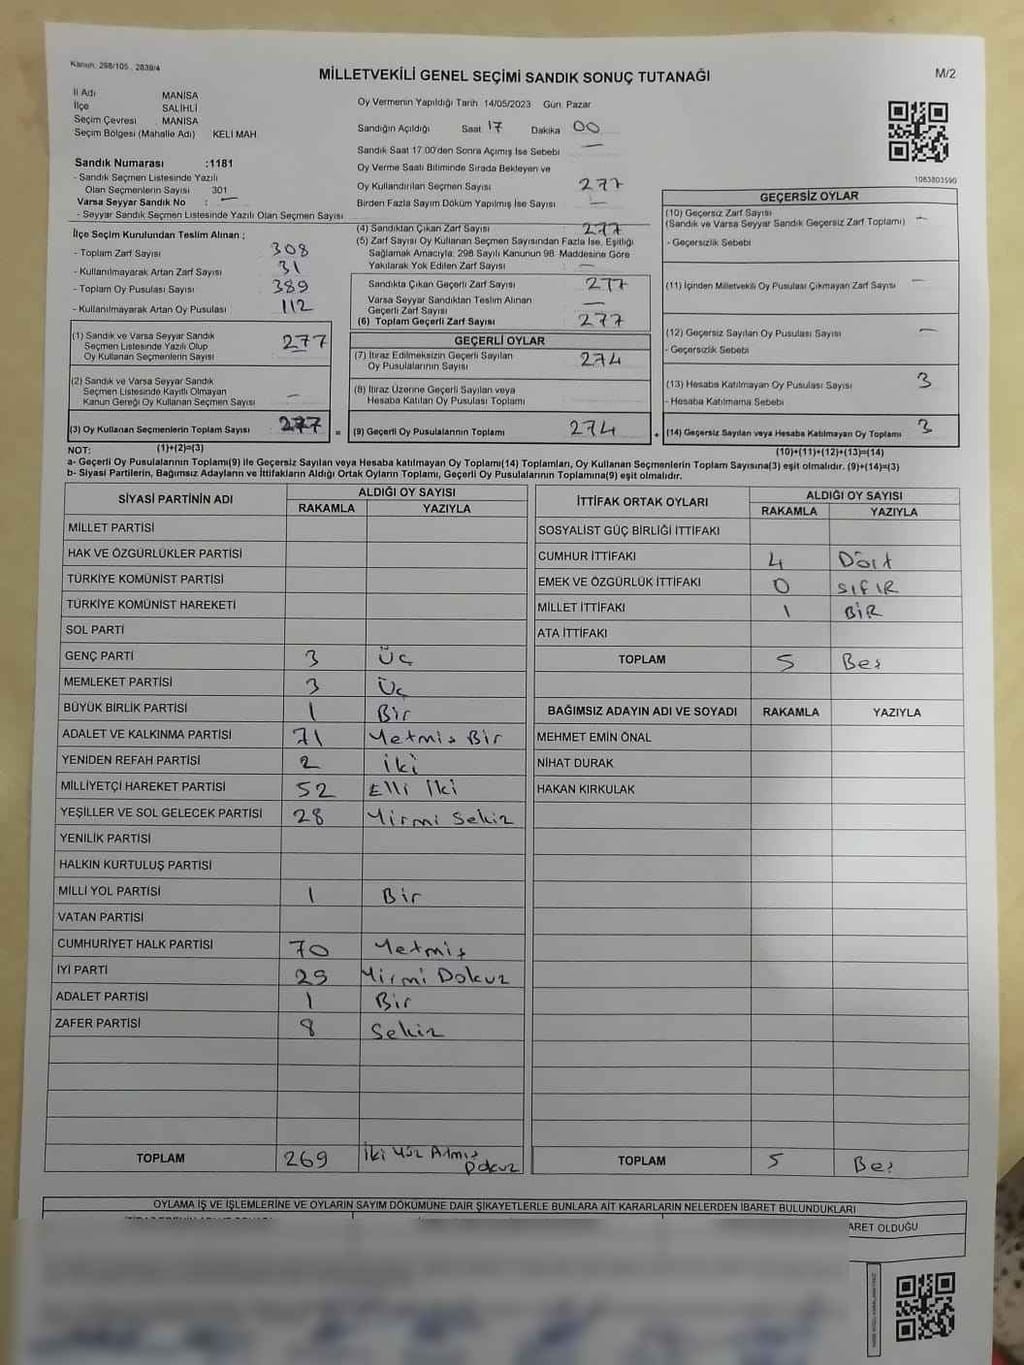 Kanun: 298/105 , 2839/4
MİLLETVEKİLİ GENEL SEÇİMİ SANDIK SONUÇ TUTANAĞI
M/2
İl Adı MANİSA
İlçe SALİHLİ
Seçim Çevresi MANİSA
Seçim Bölgesi (Mahalle Adı) KELİ MAH.
Sandık Numarası :1181
- Sandık Seçmen Listesinde Yazılı
Olan Seçmenlerin Sayısı 301
Varsa Seyyar Sandık No : —
- Seyyar Sandık Seçmen Listesinde Yazılı Olan Seçmen Sayısı
Oy Vermenin Yapıldığı Tarih 14/05/2023 Gün: Pazar
Sandığın Açıldığı Saat 17 Dakika 00
Sandık Saat 17.00'den Sonra Açımış İse Sebebi —
Oy Verme Saati Bitiminde Sırada Bekleyen ve
Oy Kullandırılan Seçmen Sayısı 277
Birden Fazla Sayım Döküm Yapılmış İse Sayısı —
1083803590
İlçe Seçim Kurulundan Teslim Alınan ;
- Toplam Zarf Sayısı 308
- Kullanılmayarak Artan Zarf Sayısı 31
- Toplam Oy Pusulası Sayısı 389
- Kullanılmayarak Artan Oy Pusulası 112
(1) Sandık ve Varsa Seyyar Sandık
Seçmen Listesinde Yazılı Olup
Oy Kullanan Seçmenlerin Sayısı 277
(2) Sandık ve Varsa Seyyar Sandık
Seçmen Listesinde Kayıtlı Olmayan
Kanun Gereği Oy Kullanan Seçmen Sayısı —
(3) Oy Kullanan Seçmenlerin Toplam Sayısı 277 =
(4) Sandıktan Çıkan Zarf Sayısı 277
(5) Zarf Sayısı Oy Kullanan Seçmen Sayısından Fazla İse, Eşitliği
Sağlamak Amacıyla, 298 Sayılı Kanunun 98. Maddesine Göre
Yakılarak Yok Edilen Zarf Sayısı —
Sandıkta Çıkan Geçerli Zarf Sayısı 277
Varsa Seyyar Sandıktan Teslim Alınan
Geçerli Zarf Sayısı —
(6) Toplam Geçerli Zarf Sayısı 277
GEÇERLİ OYLAR
(7) İtiraz Edilmeksizin Geçerli Sayılan
Oy Pusulalarının Sayısı 274
(8) İtiraz Üzerine Geçerli Sayılan veya
Hesaba Katılan Oy Pusulası Toplamı
(9) Geçerli Oy Pusulalarının Toplamı 274 +
GEÇERSİZ OYLAR
(10) Geçersiz Zarf Sayısı
(Sandık ve Varsa Seyyar Sandık Geçersiz Zarf Toplamı) —
- Geçersizlik Sebebi
(11) İçinden Milletvekili Oy Pusulası Çıkmayan Zarf Sayısı —
(12) Geçersiz Sayılan Oy Pusulası Sayısı —
- Geçersizlik Sebebi
(13) Hesaba Katılmayan Oy Pusulası Sayısı 3
- Hesaba Katılmama Sebebi
(14) Geçersiz Sayılan veya Hesaba Katılmayan Oy Toplamı 3
NOT: (1)+(2)=(3) (10)+(11)+(12)+(13)=(14)
a- Geçerli Oy Pusulalarının Toplamı(9) ile Geçersiz Sayılan veya Hesaba katılmayan Oy Toplamı(14) Toplamları, Oy Kullanan Seçmenlerin Toplam Sayısına(3) eşit olmalıdır. (9)+(14)=(3)
b- Siyasi Partilerin, Bağımsız Adayların ve İttifakların Aldığı Ortak Oyların Toplamı, Geçerli Oy Pusulalarının Toplamına(9) eşit olmalıdır.
SİYASİ PARTİNİN ADI ALDIĞI OY SAYISI
RAKAMLA YAZIYLA
MİLLET PARTİSİ
HAK VE ÖZGÜRLÜKLER PARTİSİ
TÜRKİYE KOMÜNİST PARTİSİ
TÜRKİYE KOMÜNİST HAREKETİ
SOL PARTİ
GENÇ PARTİ 3 Üç
MEMLEKET PARTİSİ 3 Üç
BÜYÜK BİRLİK PARTİSİ 1 Bir
ADALET VE KALKINMA PARTİSİ 71 Yetmiş Bir
YENİDEN REFAH PARTİSİ 2 iki
MİLLİYETÇİ HAREKET PARTİSİ 52 Elli iki
YEŞİLLER VE SOL GELECEK PARTİSİ 28 Yirmi Sekiz
YENİLİK PARTİSİ
HALKIN KURTULUŞ PARTİSİ
MİLLİ YOL PARTİSİ 1 Bir
VATAN PARTİSİ
CUMHURİYET HALK PARTİSİ 70 Yetmiş
İYİ PARTİ 29 Yirmi Dokuz
ADALET PARTİSİ 1 Bir
ZAFER PARTİSİ 8 Sekiz
TOPLAM 269 İki Yüz Atmış
Dokuz
İTTİFAK ORTAK OYLARI ALDIĞI OY SAYISI
RAKAMLA YAZIYLA
SOSYALİST GÜÇ BİRLİĞİ İTTİFAKI
CUMHUR İTTİFAKI 4 Dört
EMEK VE ÖZGÜRLÜK İTTİFAKI 0 SIFIR
MİLLET İTTİFAKI 1 BİR
ATA İTTİFAKI
TOPLAM 5 Beş
BAĞIMSIZ ADAYIN ADI VE SOYADI RAKAMLA YAZIYLA
MEHMET EMİN ÖNAL
NİHAT DURAK
HAKAN KIRKULAK
TOPLAM 5 Beş
OYLAMA İŞ VE İŞLEMLERİNE VE OYLARIN SAYIM DÖKÜMÜNE DAİR ŞİKAYETLERLE BUNLARA AİT KARARLARIN NELERDEN İBARET BULUNDUKLARI
ARET OLDUĞU